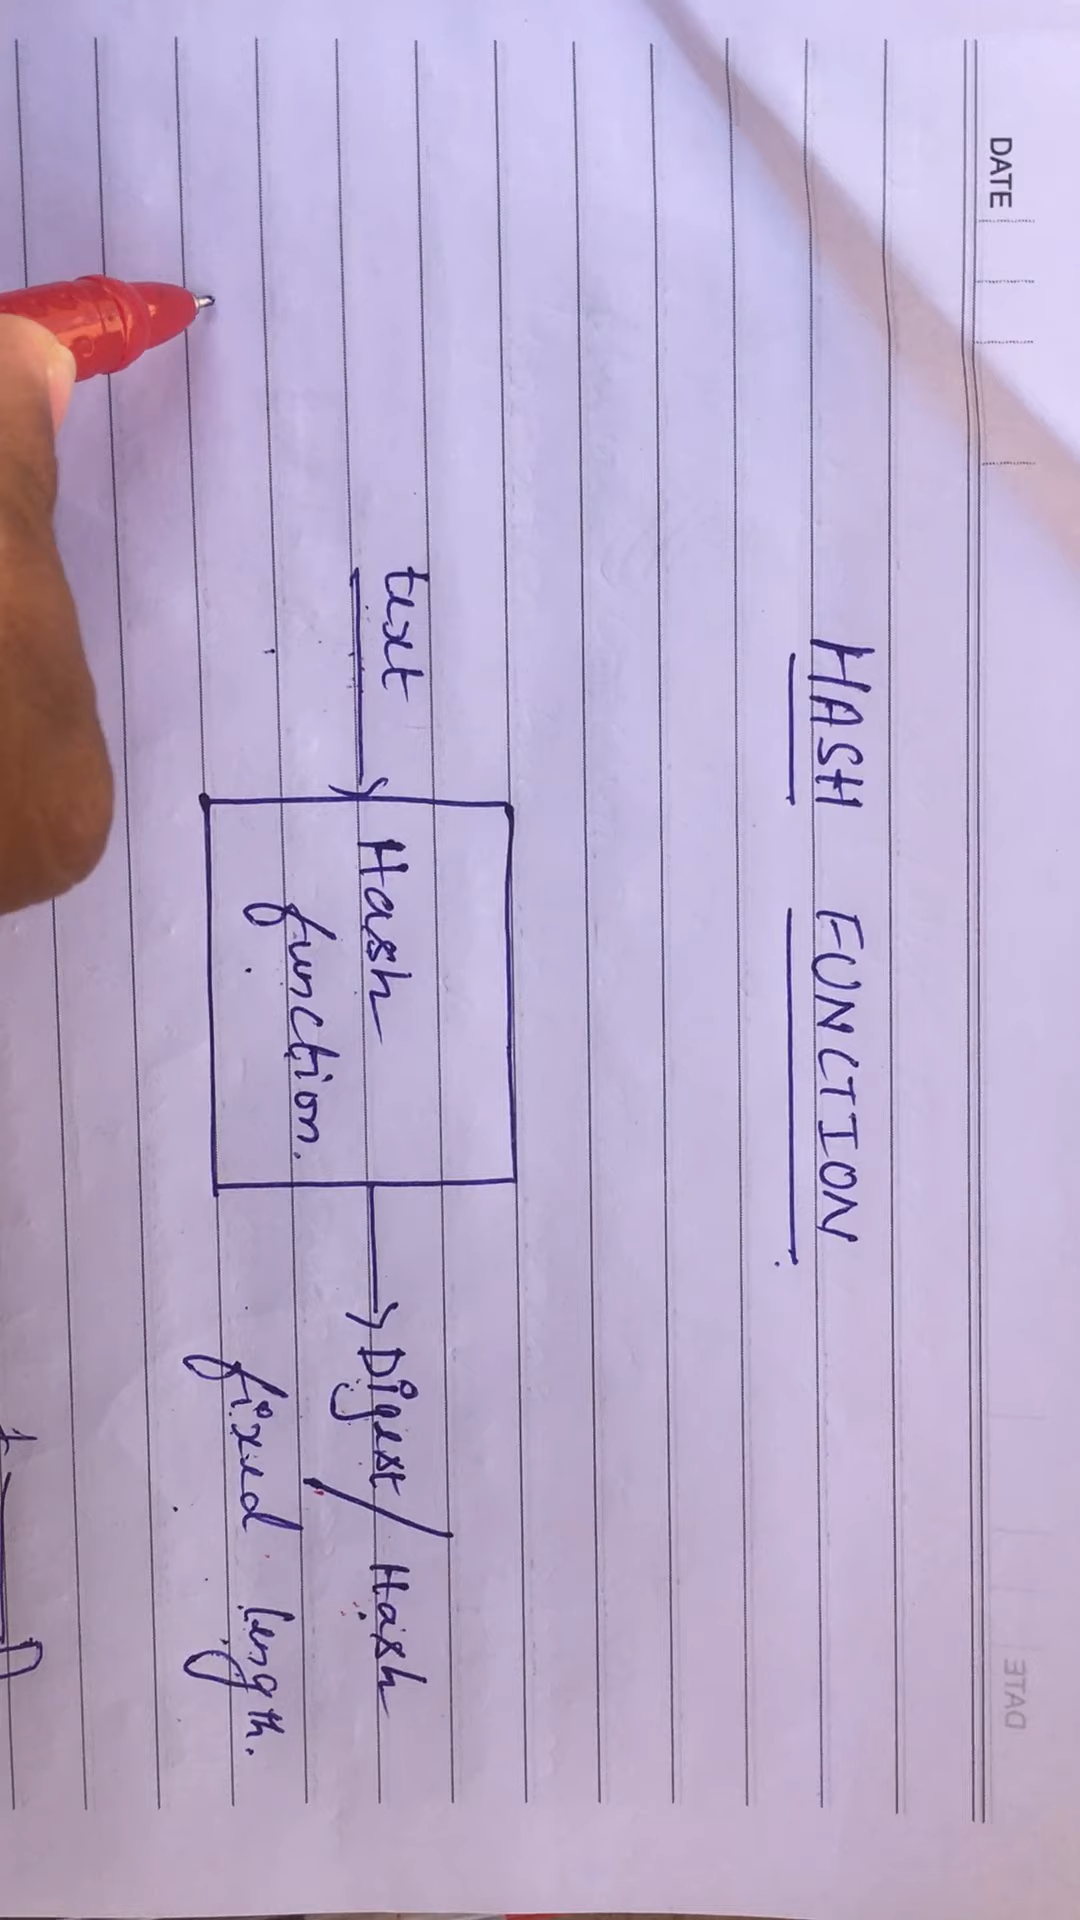 DATE
HASH FUNCTION
text
Hash
function.
Digest/Hash
fixed length.
DATE